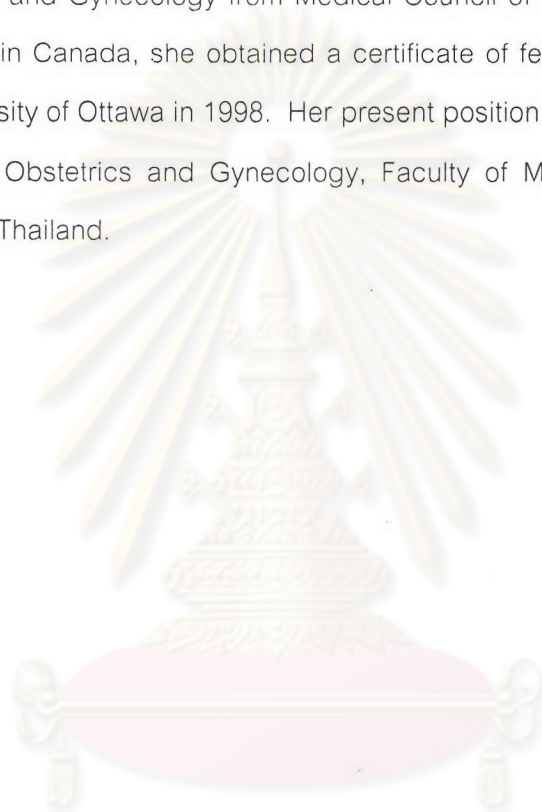 and Gynecology from Medical Council of
in Canada, she obtained a certificate of fe
sity of Ottawa in 1998. Her present position
Obstetrics and Gynecology, Faculty of M
Thailand.